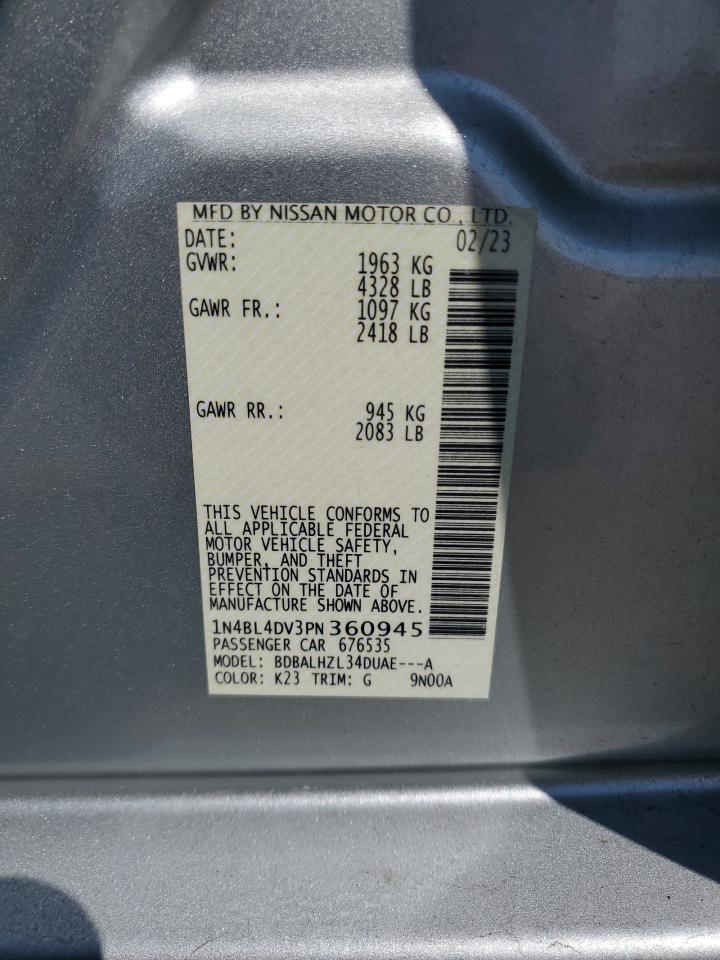 MFD BY NISSAN MOTOR CO., LTD.
DATE: 02/23
GVWR: 1963 KG
4328 LB
GAWR FR.: 1097 KG
2418 LB
GAWR RR.: 945 KG
2083 LB
THIS VEHICLE CONFORMS TO
ALL APPLICABLE FEDERAL
MOTOR VEHICLE SAFETY,
BUMPER, AND THEFT
PREVENTION STANDARDS IN
EFFECT ON THE DATE OF
MANUFACTURE SHOWN ABOVE.
1N4BL4DV3PN360945
PASSENGER CAR 676535
MODEL: BDBALHZL34DUAE---A
COLOR: K23 TRIM: G 9N00A